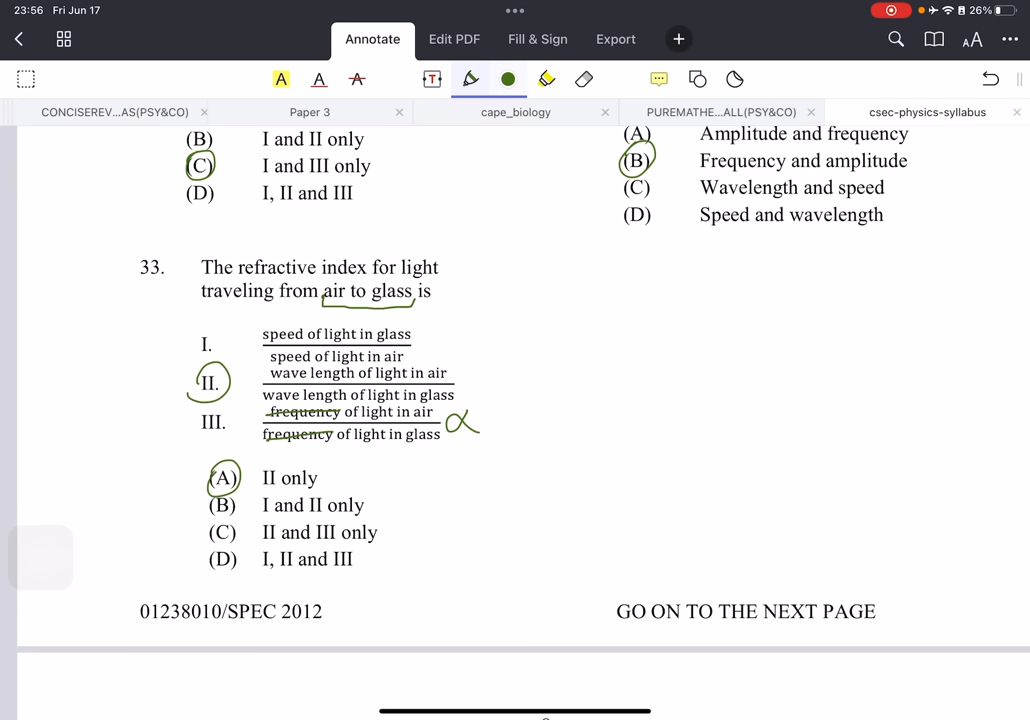 23:56 Fri Jun 17
26%
Annotate Edit PDF Fill & Sign Export +
AA
A A A T
CONCISEREV...AS(PSY&CO) × Paper 3 × cape_biology × PUREMATHE...ALL(PSY&CO) × csec-physics-syllabus
(B) I and II only
(C) I and III only
(D) I, II and III
(A) Amplitude and frequency
(B) Frequency and amplitude
(C) Wavelength and speed
(D) Speed and wavelength
33. The refractive index for light
traveling from air to glass is
I. speed of light in glass
speed of light in air
II. wave length of light in air
wave length of light in glass
III. frequency of light in air
frequency of light in glass
(A) II only
(B) I and II only
(C) II and III only
(D) I, II and III
01238010/SPEC 2012
GO ON TO THE NEXT PAGE